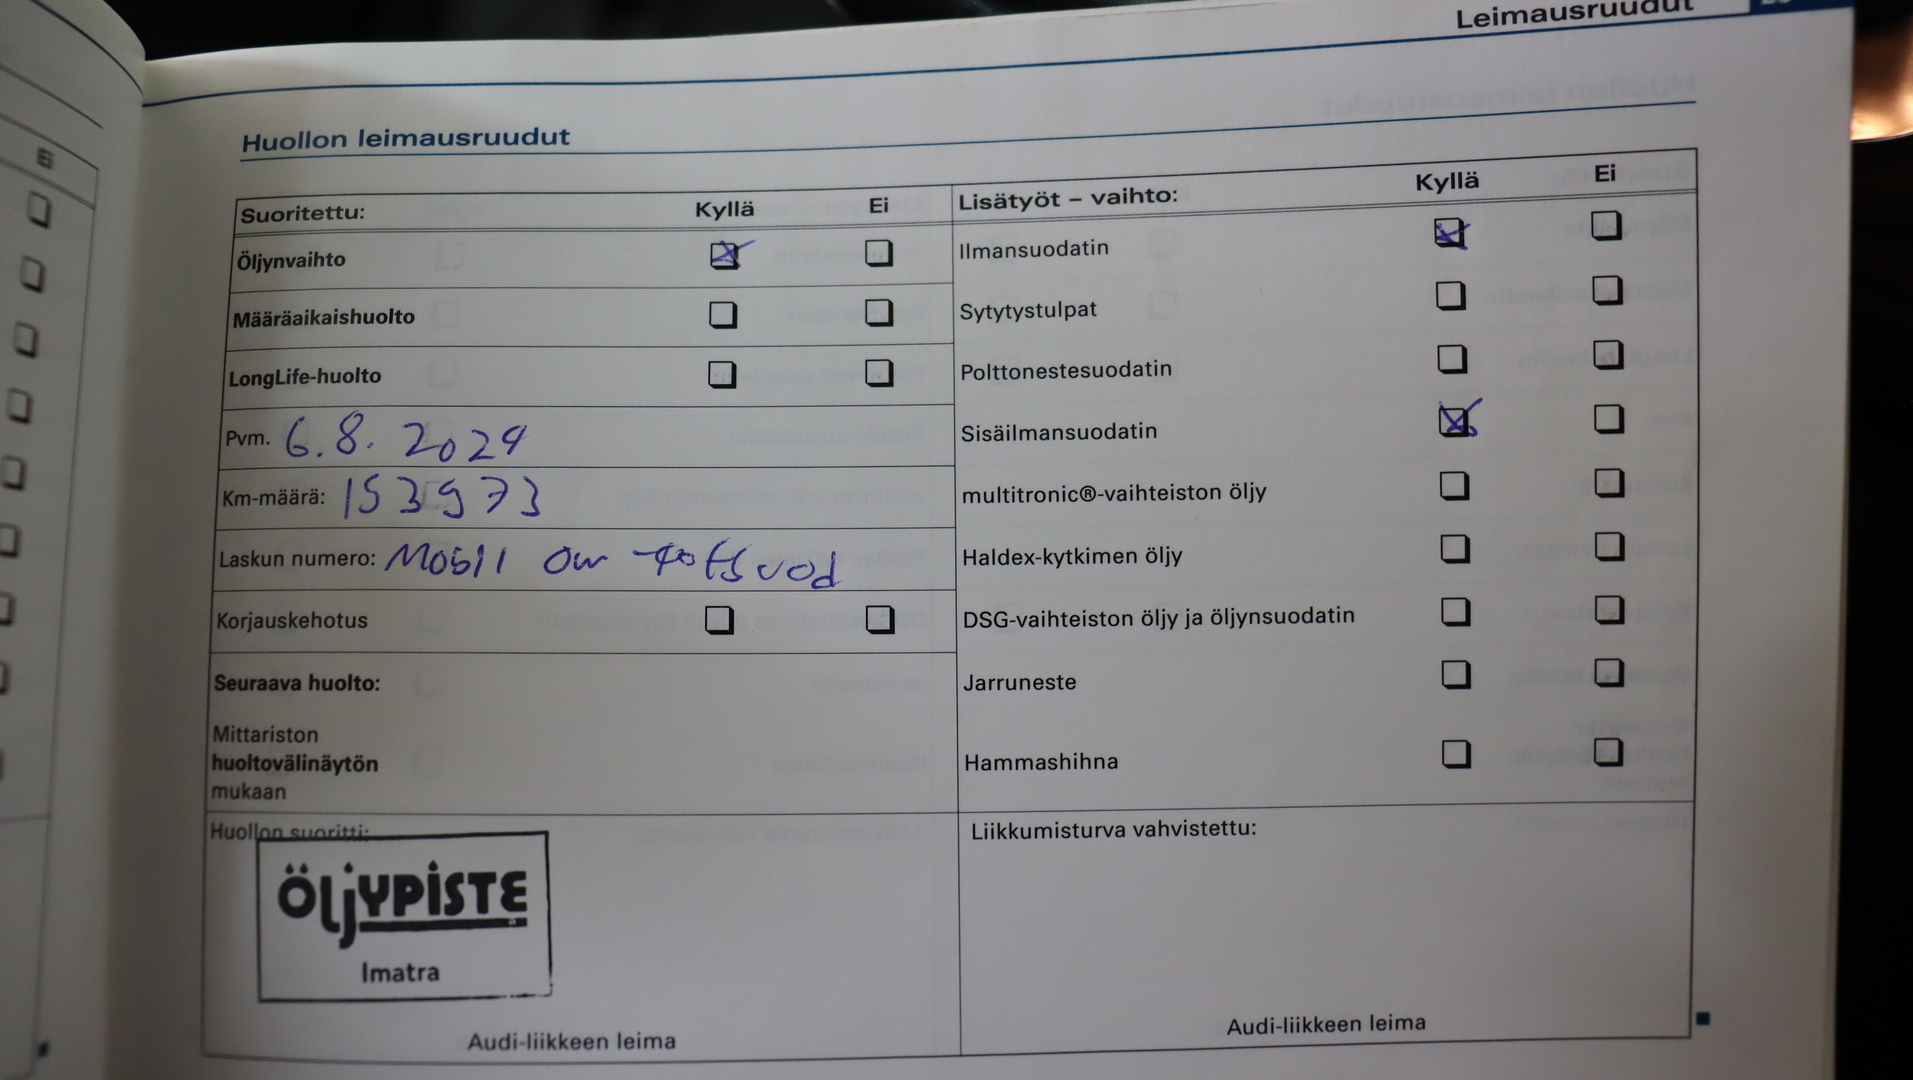 Leimausruudut
Ei
Huollon leimausruudut
Suoritettu: Kyllä Ei
Öljynvaihto
Määräaikaishuolto
LongLife-huolto
Pvm. 6.8. 2024
Km-määrä: 153973
Laskun numero: Mobil ow
Korjauskehotus
Seuraava huolto:
Mittariston
huoltovälinäytön
mukaan
Huollon suoritti:
ÖljYPiSTE
Imatra
Audi-liikkeen leima
Lisätyöt – vaihto: Kyllä Ei
Ilmansuodatin
Sytytystulpat
Polttonestesuodatin
Sisäilmansuodatin
multitronic®-vaihteiston öljy
Haldex-kytkimen öljy
DSG-vaihteiston öljy ja öljynsuodatin
Jarruneste
Hammashihna
Liikkumisturva vahvistettu:
Audi-liikkeen leima